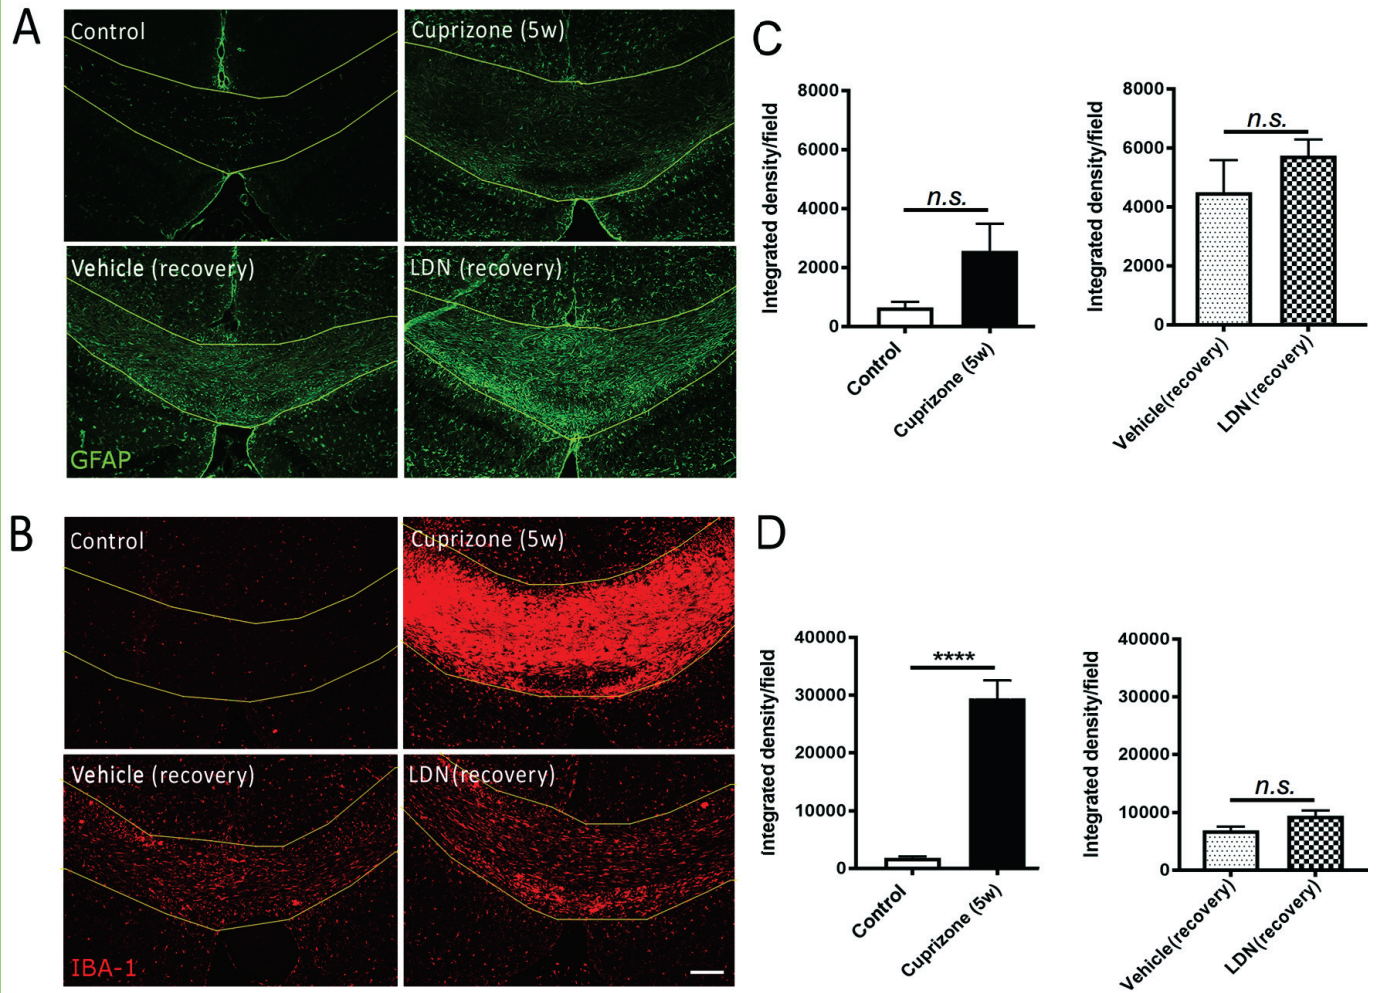 A
Control
Cuprizone (5w)
Vehicle (recovery)
LDN (recovery)
GFAP
C
Integrated density/field
8000
6000
4000
2000
0
n.s.
Control
Cuprizone (5w)
Integrated density/field
8000
6000
4000
2000
0
n.s.
Vehicle(recovery)
LDN(recovery)
B
Control
Cuprizone (5w)
Vehicle (recovery)
LDN(recovery)
IBA-1
D
Integrated density/field
40000
30000
20000
10000
0
****
Control
Cuprizone (5w)
Integrated density/field
40000
30000
20000
10000
0
n.s.
Vehicle(recovery)
LDN(recovery)